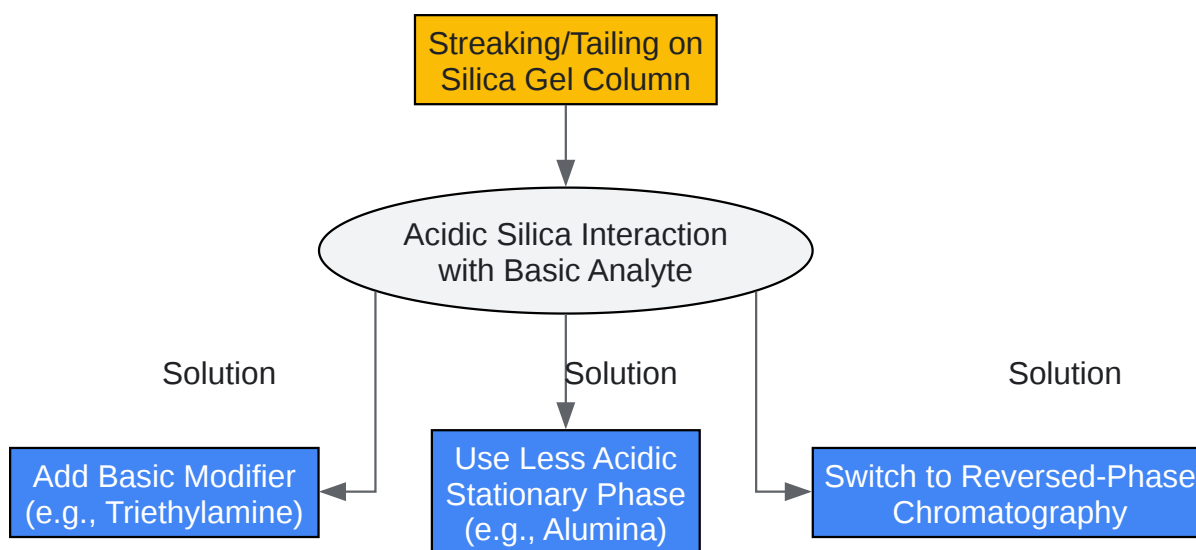 Streaking/Tailing on
Silica Gel Column
Acidic Silica Interaction
with Basic Analyte
Solution
Solution
Solution
Add Basic Modifier
(e.g., Triethylamine)
Use Less Acidic
Stationary Phase
(e.g., Alumina)
Switch to Reversed-Phase
Chromatography